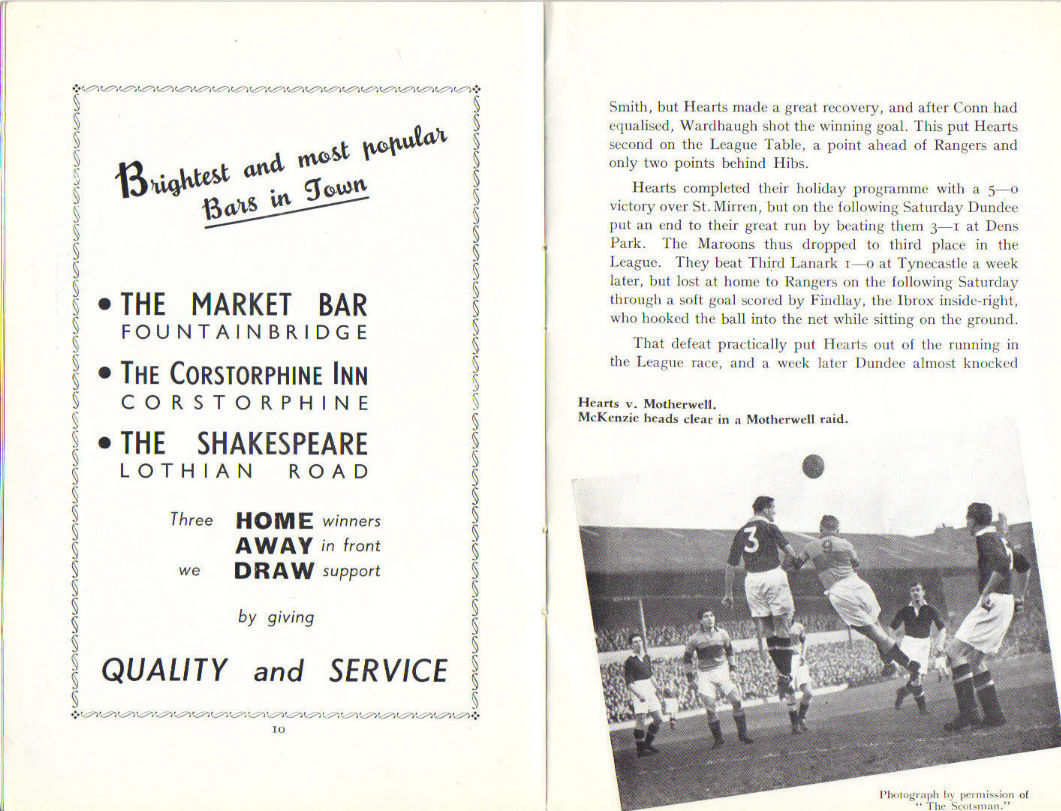 Brightest and most popular
Bars in Town
• THE MARKET BAR
FOUNTAINBRIDGE
• THE CORSTORPHINE INN
CORSTORPHINE
• THE SHAKESPEARE
LOTHIAN ROAD
Three HOME winners
AWAY in front
we DRAW support
by giving
QUALITY and SERVICE
10
Smith, but Hearts made a great recovery, and after Conn had
equalised, Wardhaugh shot the winning goal. This put Hearts
second on the League Table, a point ahead of Rangers and
only two points behind Hibs.
Hearts completed their holiday programme with a 5—0
victory over St. Mirren, but on the following Saturday Dundee
put an end to their great run by beating them 3—1 at Dens
Park. The Maroons thus dropped to third place in the
League. They beat Third Lanark 1—0 at Tynecastle a week
later, but lost at home to Rangers on the following Saturday
through a soft goal scored by Findlay, the Ibrox inside-right,
who hooked the ball into the net while sitting on the ground.
That defeat practically put Hearts out of the running in
the League race, and a week later Dundee almost knocked
Hearts v. Motherwell.
McKenzie heads clear in a Motherwell raid.
3
9
Photograph by permission of
“ The Scotsman.”